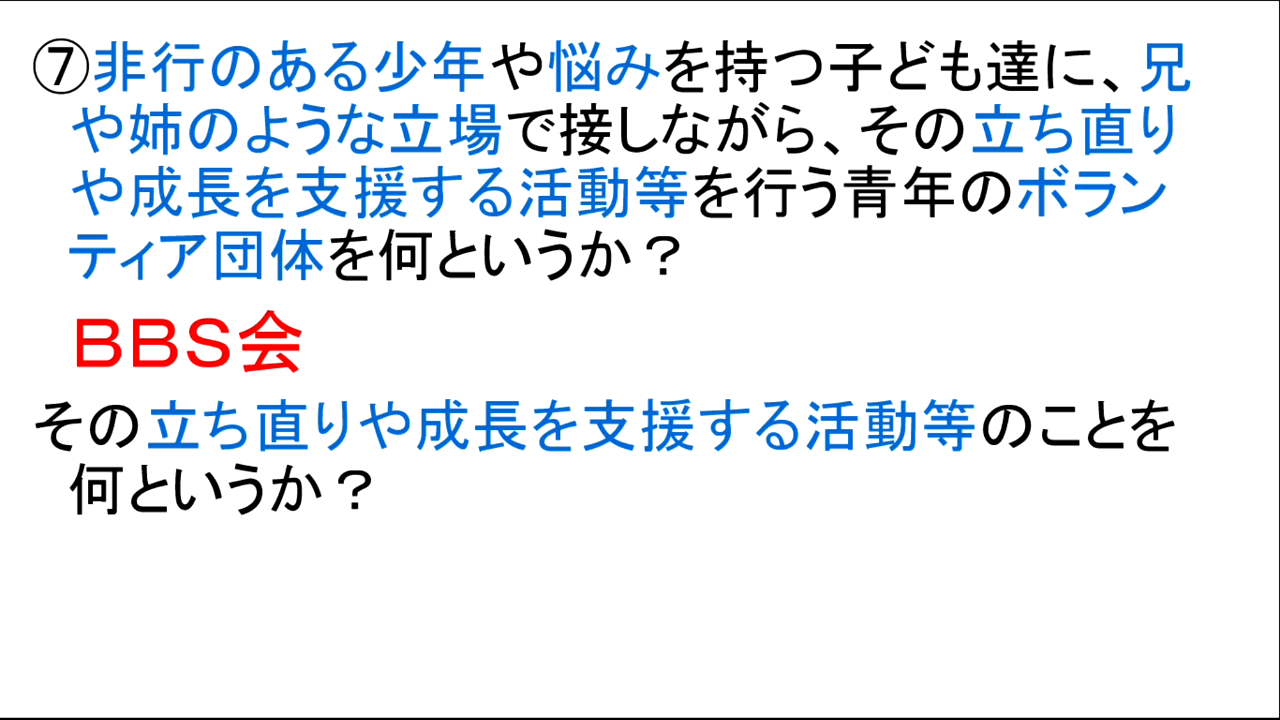 ⑦非行のある少年や悩みを持つ子ども達に、兄
や姉のような立場で接しながら、その立ち直り
や成長を支援する活動等を行う青年のボラン
ティア団体を何というか？
ＢＢＳ会
その立ち直りや成長を支援する活動等のことを
何というか？